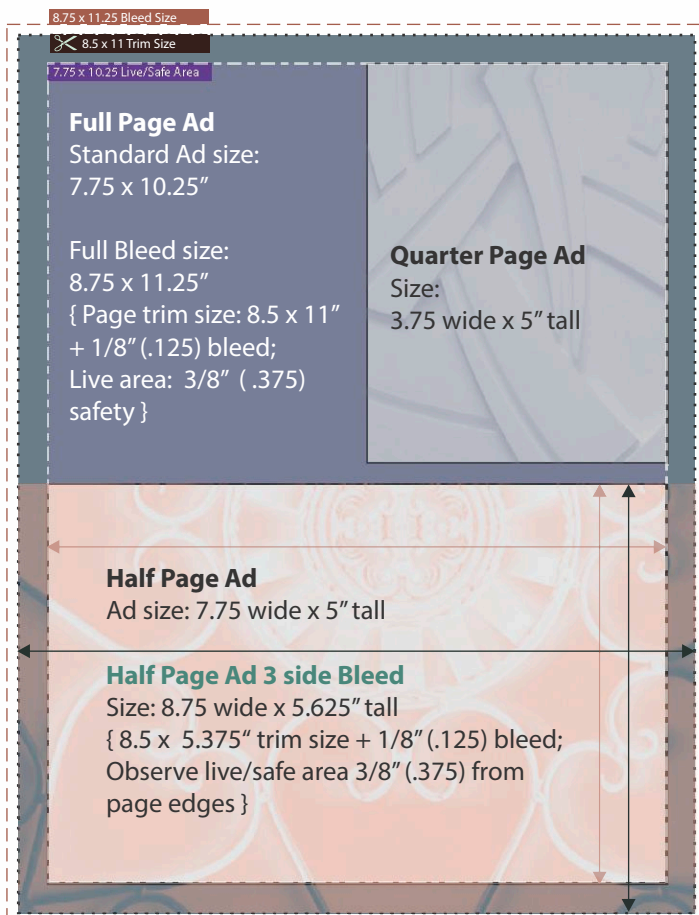 8.75 x 11.25 Bleed Size
8.5 x 11 Trim Size
7.75 x 10.25 Live/Safe Area
Full Page Ad
Standard Ad size:
7.75 x 10.25”
Full Bleed size:
8.75 x 11.25”
{ Page trim size: 8.5 x 11”
+ 1/8” (.125) bleed;
Live area:  3/8”  ( .375)
safety }
Quarter Page Ad
Size:
3.75 wide x 5” tall
Half Page Ad
Ad size: 7.75 wide x 5” tall
Half Page Ad 3 side Bleed
Size: 8.75 wide x 5.625” tall
{ 8.5 x  5.375“ trim size + 1/8” (.125) bleed;
Observe live/safe area 3/8” (.375) from
page edges }